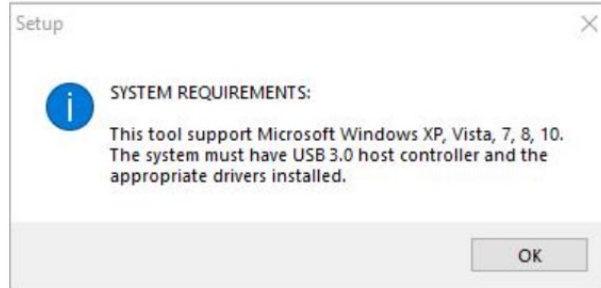 Setup
SYSTEM REQUIREMENTS:
This tool support Microsoft Windows XP, Vista, 7, 8, 10.
The system must have USB 3.0 host controller and the
appropriate drivers installed.
OK